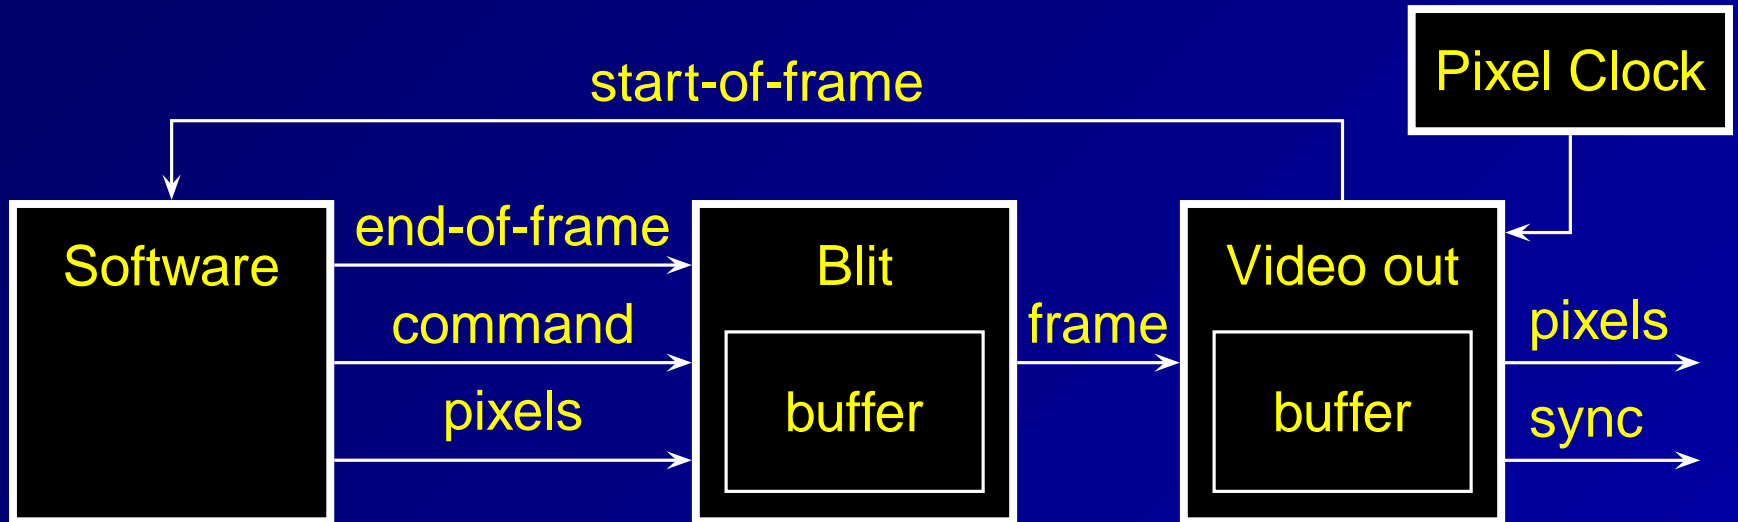 Pixel Clock
start-of-frame
Software
end-of-frame
command
pixels
Blit
buffer
frame
Video out
buffer
pixels
sync